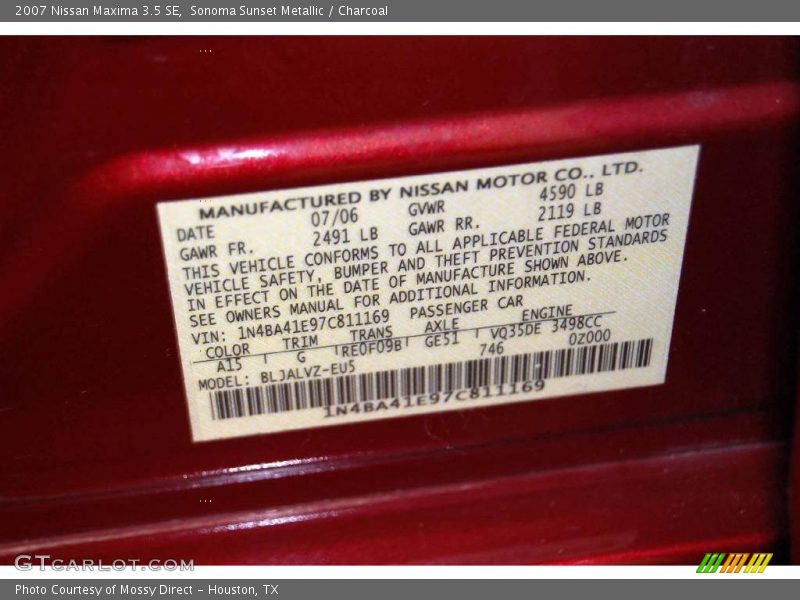 2007 Nissan Maxima 3.5 SE, Sonoma Sunset Metallic / Charcoal
MANUFACTURED BY NISSAN MOTOR CO., LTD.
DATE 07/06 GVWR 4590 LB
GAWR FR. 2491 LB GAWR RR. 2119 LB
THIS VEHICLE CONFORMS TO ALL APPLICABLE FEDERAL MOTOR
VEHICLE SAFETY, BUMPER AND THEFT PREVENTION STANDARDS
IN EFFECT ON THE DATE OF MANUFACTURE SHOWN ABOVE.
SEE OWNERS MANUAL FOR ADDITIONAL INFORMATION.
VIN: 1N4BA41E97C811169 PASSENGER CAR
COLOR TRIM TRANS AXLE ENGINE
A15 G RE0F09B GE51 VQ35DE 3498CC
MODEL: BLJALVZ-EU5 746 0Z000
1N4BA41E97C811169
GTCARLOT.COM
Photo Courtesy of Mossy Direct - Houston, TX